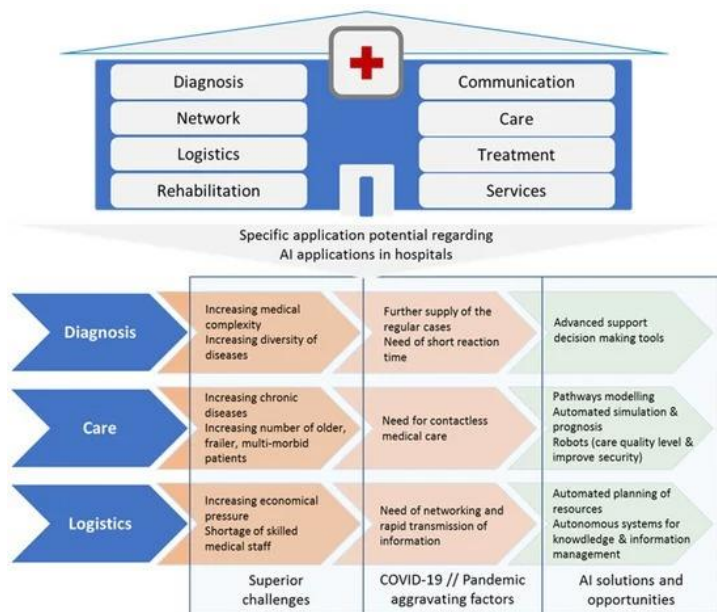 Diagnosis
Communication
Network
Care
Logistics
Treatment
Rehabilitation
Services
Specific application potential regarding
AI applications in hospitals
Diagnosis
Increasing medical
complexity
Increasing diversity of
diseases
Further supply of the
regular cases
Need of short reaction
time
Advanced support
decision making tools
Care
Increasing chronic
diseases
Increasing number of older,
frailer, multi-morbid
patients
Need for contactless
medical care
Pathways modelling
Automated simulation &
prognosis
Robots (care quality level &
improve security)
Logistics
Increasing economical
pressure
Shortage of skilled
medical staff
Need of networking and
rapid transmission of
information
Automated planning of
resources
Autonomous systems for
knowldedge & information
management
Superior
challenges
COVID-19 // Pandemic
aggravating factors
AI solutions and
opportunities